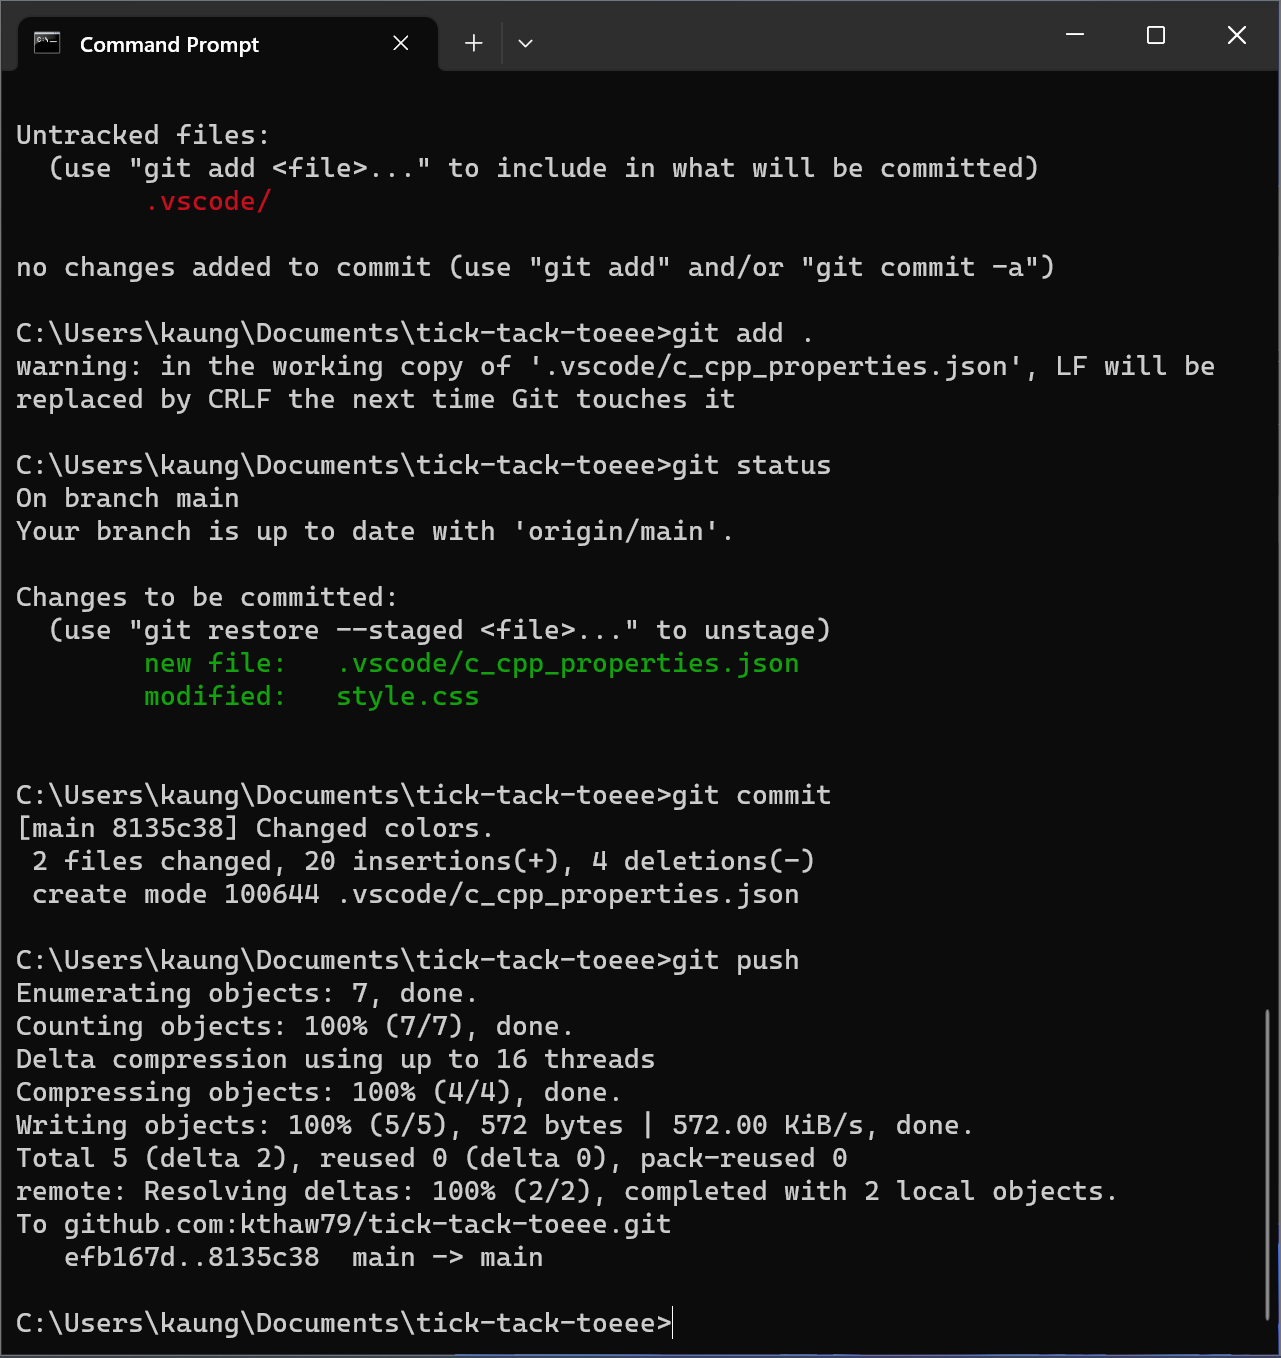 Command Prompt
Untracked files:
  (use "git add <file>..." to include in what will be committed)
        .vscode/
no changes added to commit (use "git add" and/or "git commit -a")
C:\Users\kaung\Documents\tick-tack-toeee>git add .
warning: in the working copy of '.vscode/c_cpp_properties.json', LF will be
replaced by CRLF the next time Git touches it
C:\Users\kaung\Documents\tick-tack-toeee>git status
On branch main
Your branch is up to date with 'origin/main'.
Changes to be committed:
  (use "git restore --staged <file>..." to unstage)
        new file:   .vscode/c_cpp_properties.json
        modified:   style.css
C:\Users\kaung\Documents\tick-tack-toeee>git commit
[main 8135c38] Changed colors.
 2 files changed, 20 insertions(+), 4 deletions(-)
 create mode 100644 .vscode/c_cpp_properties.json
C:\Users\kaung\Documents\tick-tack-toeee>git push
Enumerating objects: 7, done.
Counting objects: 100% (7/7), done.
Delta compression using up to 16 threads
Compressing objects: 100% (4/4), done.
Writing objects: 100% (5/5), 572 bytes | 572.00 KiB/s, done.
Total 5 (delta 2), reused 0 (delta 0), pack-reused 0
remote: Resolving deltas: 100% (2/2), completed with 2 local objects.
To github.com:kthaw79/tick-tack-toeee.git
   efb167d..8135c38  main -> main
C:\Users\kaung\Documents\tick-tack-toeee>